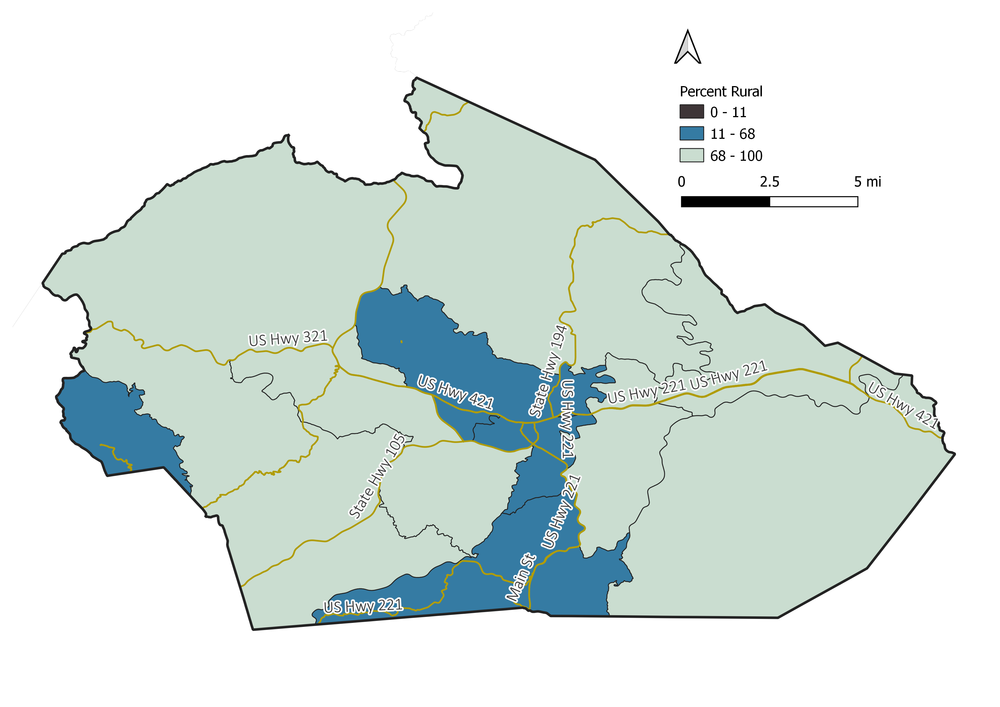 Percent Rural
0 - 11
11 - 68
68 - 100
0 2.5 5 mi
US Hwy 321
State Hwy 194
US Hwy 421
US Hwy 221
US Hwy 221 US Hwy 221
US Hwy 421
State Hwy 105
US Hwy 221
Main St
US Hwy 221